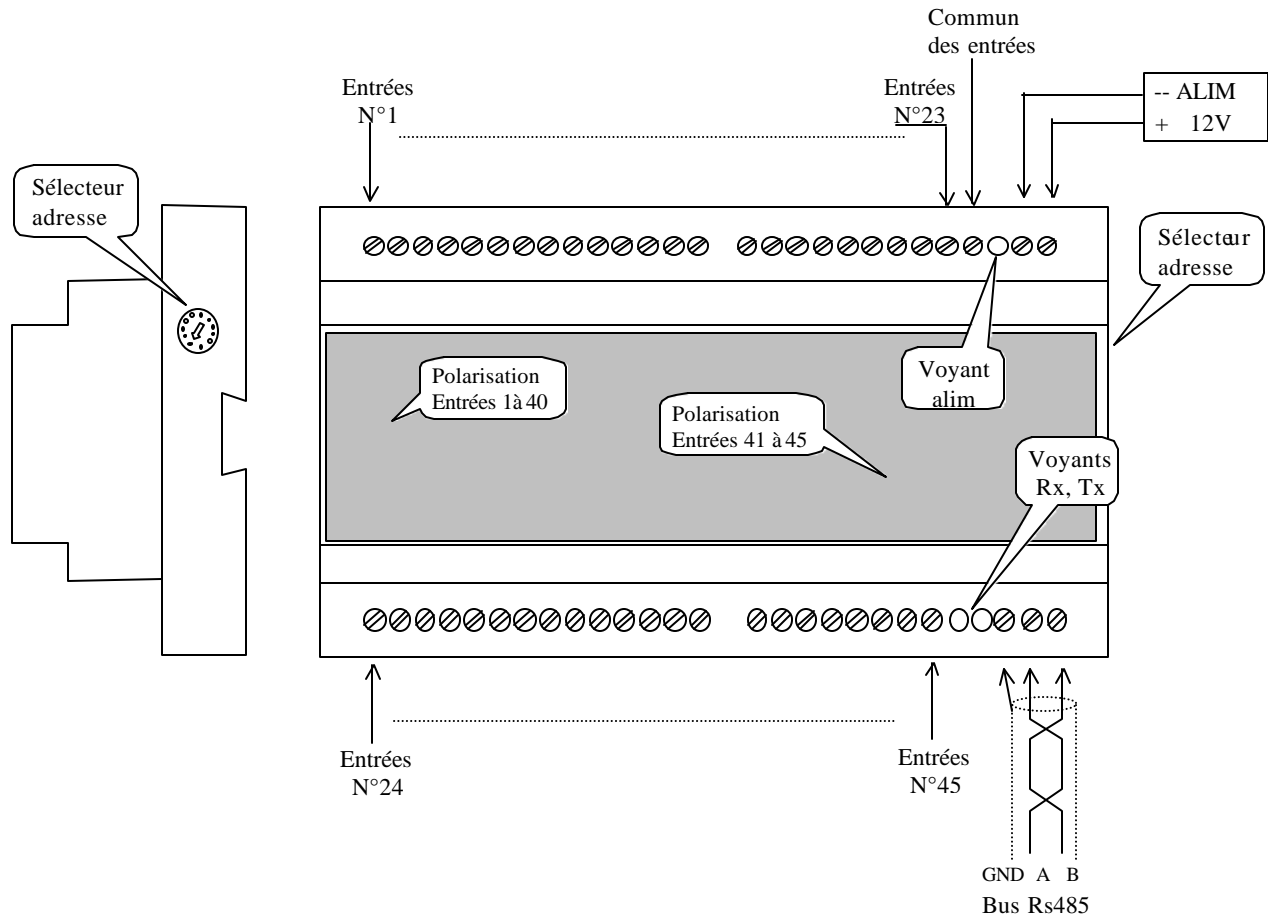 Commun
des entrées
Entrées
N°1
Entrées
N°23
-- ALIM
+ 12V
Sélecteur
adresse
Sélecteur
adresse
Polarisation
Entrées 1à 40
Voyant
alim
Polarisation
Entrées 41 à 45
Voyants
Rx, Tx
Entrées
N°24
Entrées
N°45
GND A B
Bus Rs485